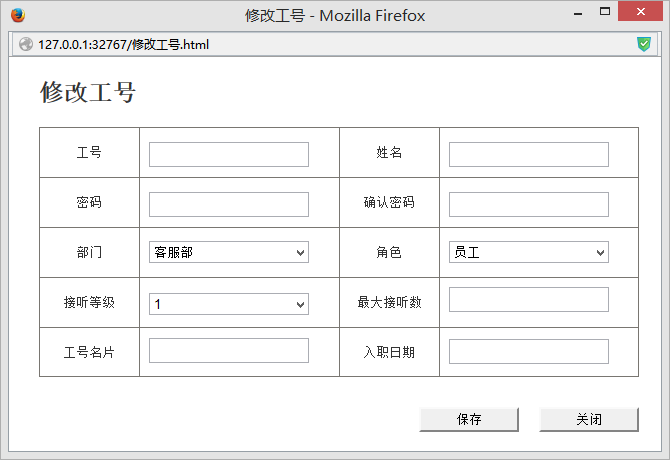 修改工号 - Mozilla Firefox
127.0.0.1:32767/修改工号.html
修改工号
工号 姓名
密码 确认密码
部门 客服部 角色 员工
接听等级 1 最大接听数
工号名片 入职日期
保存 关闭